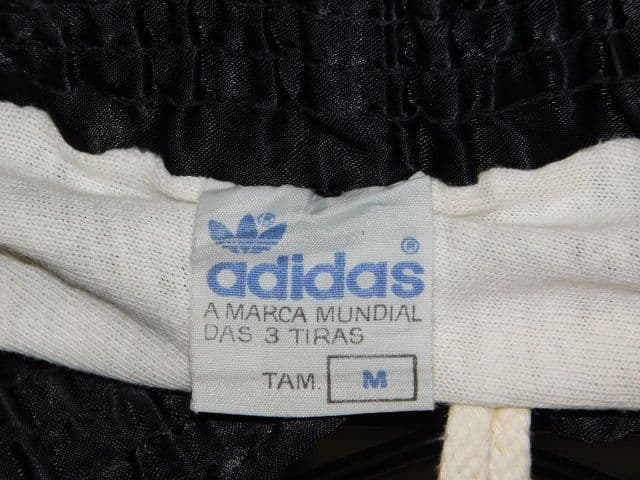 ®
adidas®
A MARCA MUNDIAL
DAS 3 TIRAS
TAM. M